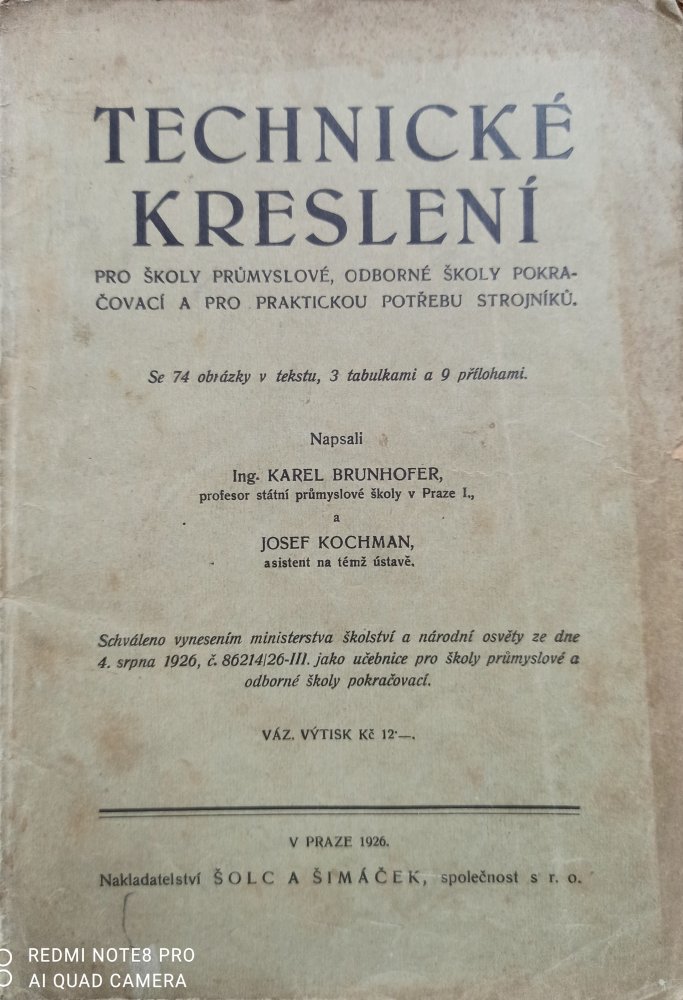 TECHNICKÉ
KRESLENÍ
PRO ŠKOLY PRŮMYSLOVÉ, ODBORNÉ ŠKOLY POKRA-
ČOVACÍ A PRO PRAKTICKOU POTŘEBU STROJNÍKŮ.
Se 74 obrázky v tekstu, 3 tabulkami a 9 přílohami.
Napsali
Ing. KAREL BRUNHOFER,
profesor státní průmyslové školy v Praze I.,
a
JOSEF KOCHMAN,
asistent na témž ústavě.
Schváleno vynesením ministerstva školství a národní osvěty ze dne
4. srpna 1926, č. 86214/26-III. jako učebnice pro školy průmyslové a
odborné školy pokračovací.
VÁZ. VÝTISK Kč 12·—.
V PRAZE 1926.
Nakladatelství ŠOLC A ŠIMÁČEK, společnost s r. o.
REDMI NOTE8 PRO
AI QUAD CAMERA